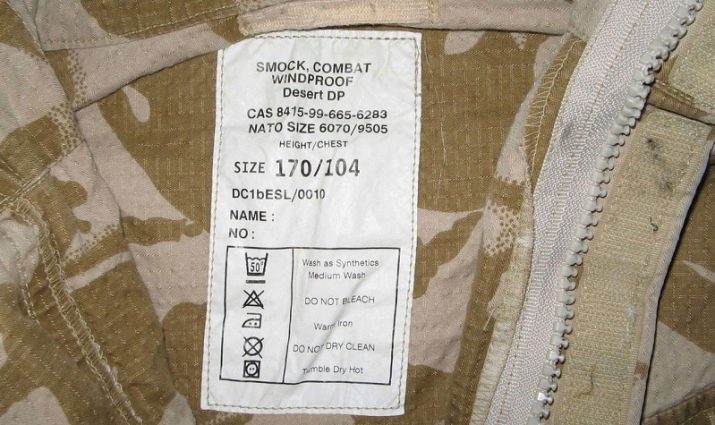 SMOCK, COMBAT
WINDPROOF
Desert DP
CAS 8415-99-665-6283
NATO SIZE 6070/9505
HEIGHT/CHEST
SIZE 170/104
DC1bESL/0010
NAME :
NO :
50°
Wash as Synthetics
Medium Wash
DO NOT BLEACH
Warm Iron
DO NOT DRY CLEAN
Tumble Dry Hot